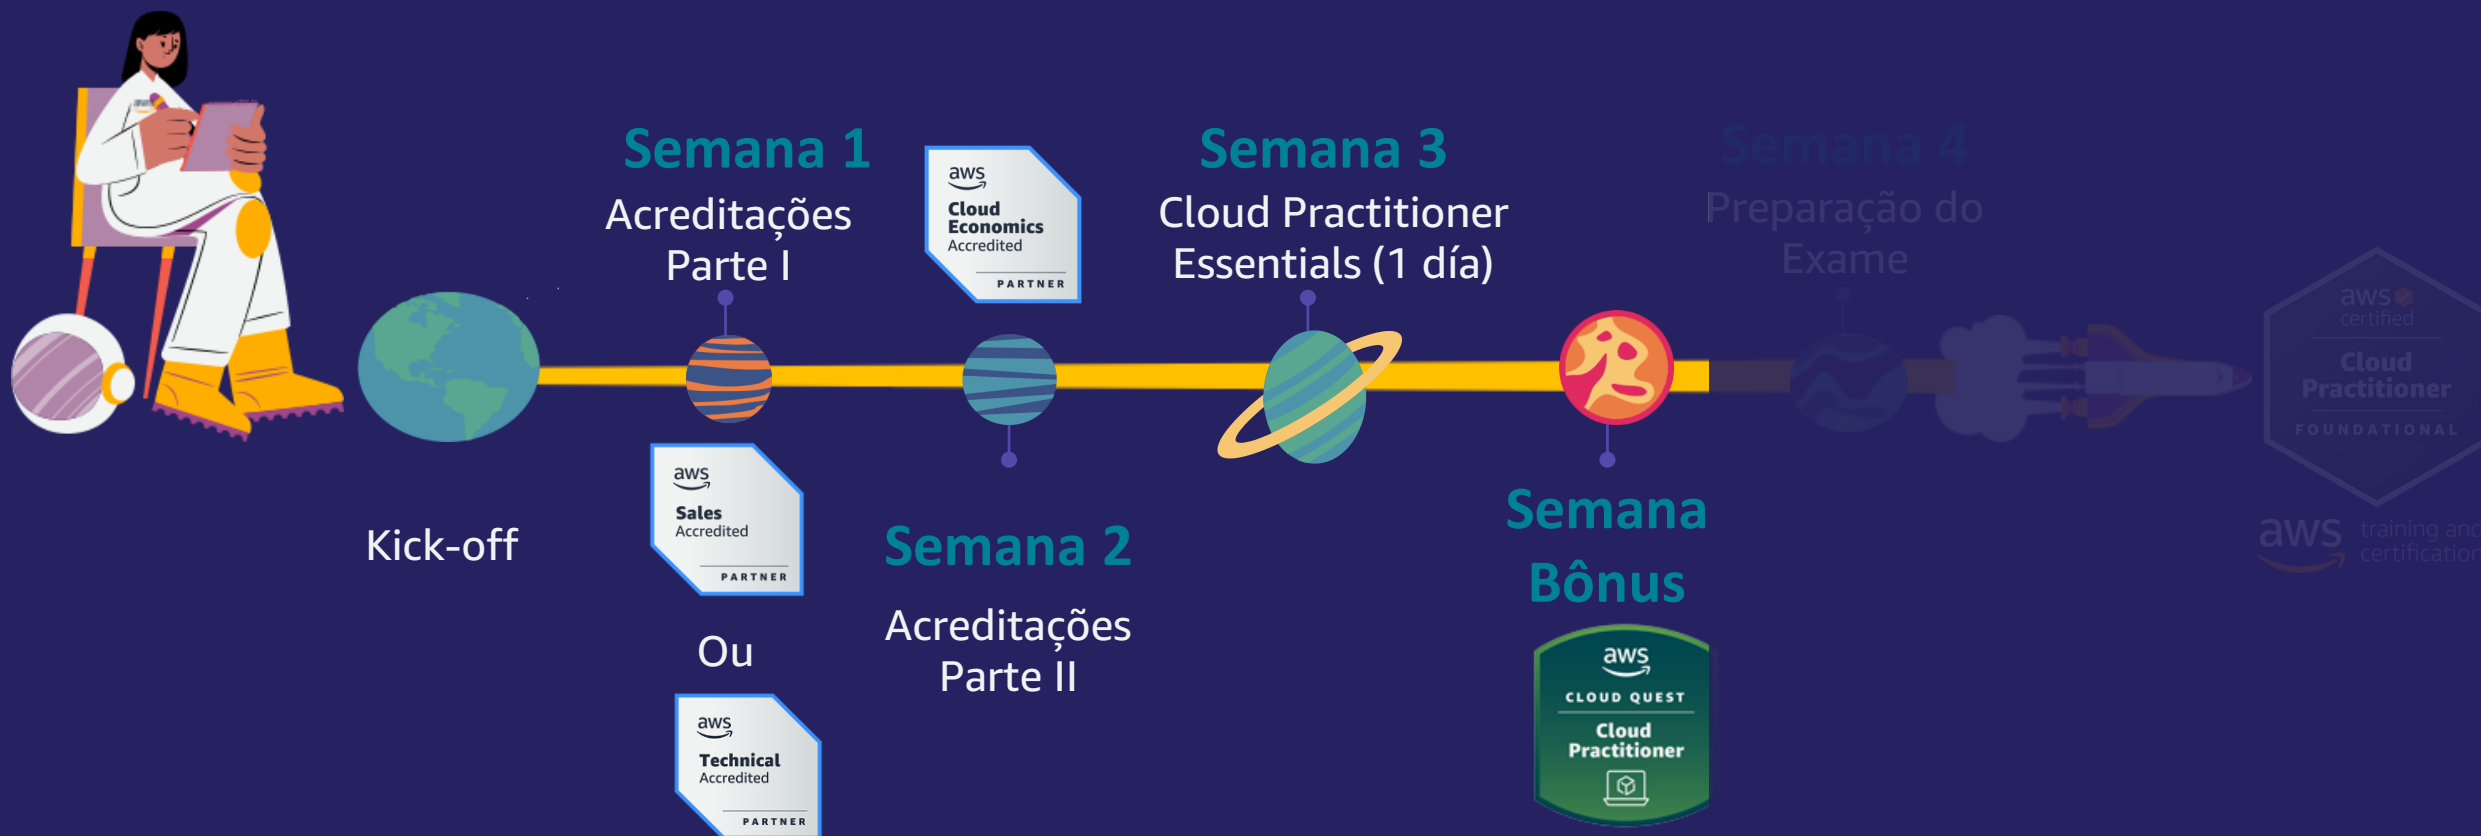 Kick-off
Semana 1
Acreditações
Parte I
aws
Sales
Accredited
PARTNER
Ou
aws
Technical
Accredited
PARTNER
aws
Cloud
Economics
Accredited
PARTNER
Semana 2
Acreditações
Parte II
Semana 3
Cloud Practitioner
Essentials (1 día)
Semana
Bônus
aws
CLOUD QUEST
Cloud
Practitioner
Semana 4
Preparação do
Exame
aws
certified
Cloud
Practitioner
FOUNDATIONAL
aws
training and
certification